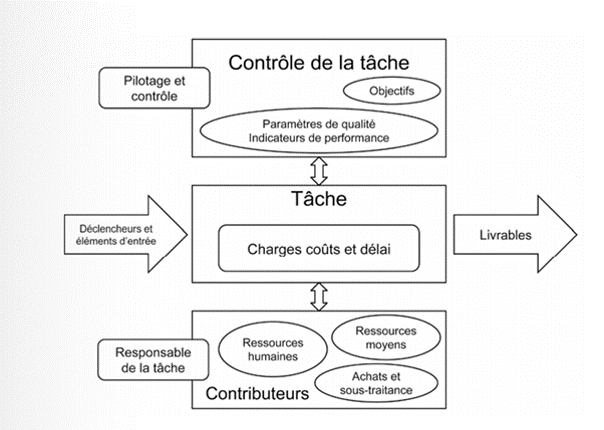 Contrôle de la tâche
Pilotage et
contrôle
Objectifs
Paramètres de qualité
Indicateurs de performance
Tâche
Déclencheurs et
éléments d'entrée
Charges coûts et délai
Livrables
Ressources
humaines
Ressources
moyens
Responsable
de la tâche
Achats et
sous-traitance
Contributeurs